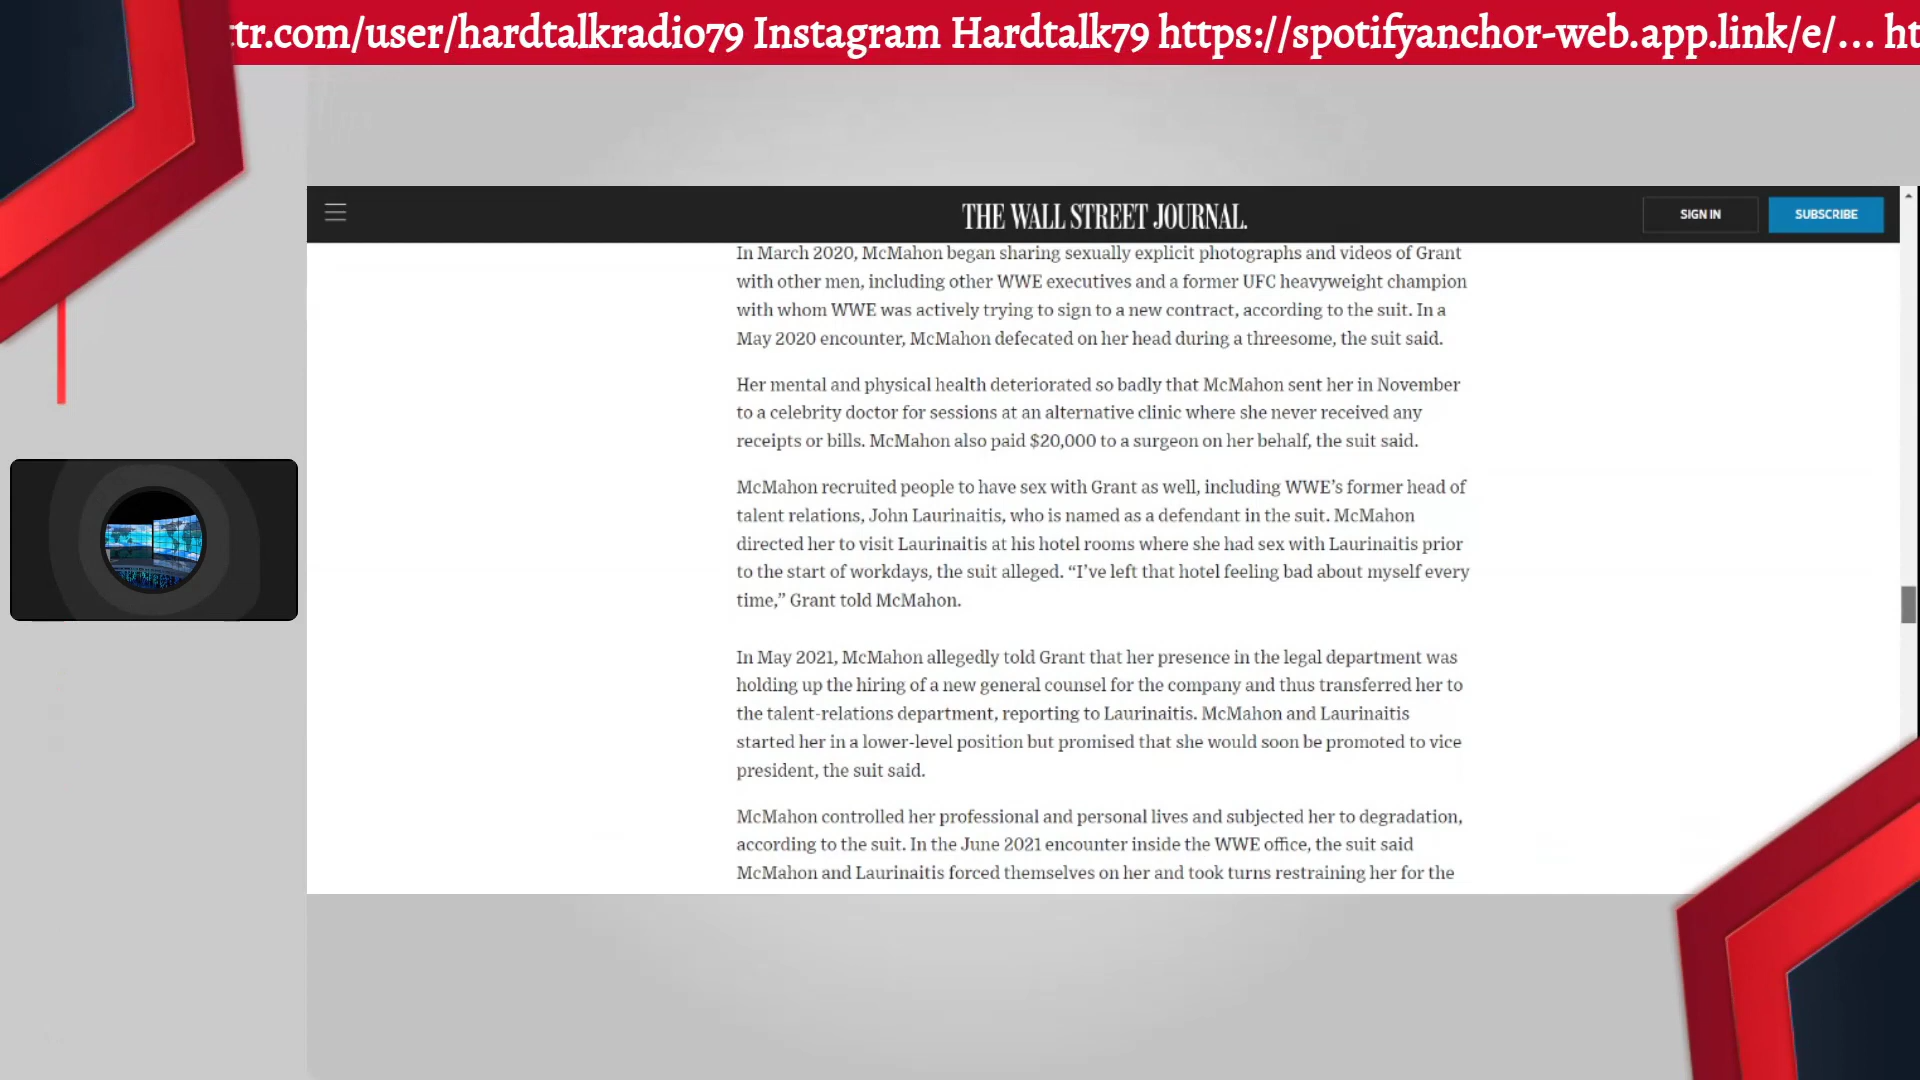 ttr.com/user/hardtalkradio79 Instagram Hardtalk79 https://spotifyanchor-web.app.link/e/... ht
THE WALL STREET JOURNAL.
SIGN IN
SUBSCRIBE
In March 2020, McMahon began sharing sexually explicit photographs and videos of Grant
with other men, including other WWE executives and a former UFC heavyweight champion
with whom WWE was actively trying to sign to a new contract, according to the suit. In a
May 2020 encounter, McMahon defecated on her head during a threesome, the suit said.
Her mental and physical health deteriorated so badly that McMahon sent her in November
to a celebrity doctor for sessions at an alternative clinic where she never received any
receipts or bills. McMahon also paid $20,000 to a surgeon on her behalf, the suit said.
McMahon recruited people to have sex with Grant as well, including WWE’s former head of
talent relations, John Laurinaitis, who is named as a defendant in the suit. McMahon
directed her to visit Laurinaitis at his hotel rooms where she had sex with Laurinaitis prior
to the start of workdays, the suit alleged. “I’ve left that hotel feeling bad about myself every
time,” Grant told McMahon.
In May 2021, McMahon allegedly told Grant that her presence in the legal department was
holding up the hiring of a new general counsel for the company and thus transferred her to
the talent-relations department, reporting to Laurinaitis. McMahon and Laurinaitis
started her in a lower-level position but promised that she would soon be promoted to vice
president, the suit said.
McMahon controlled her professional and personal lives and subjected her to degradation,
according to the suit. In the June 2021 encounter inside the WWE office, the suit said
McMahon and Laurinaitis forced themselves on her and took turns restraining her for the